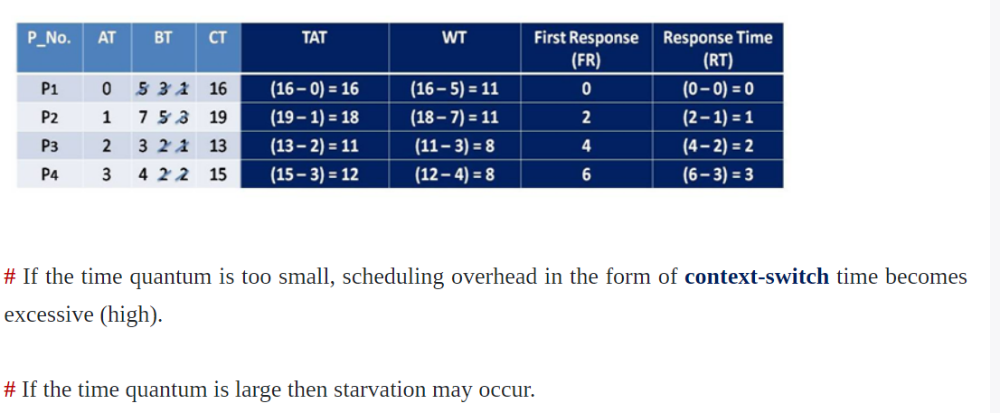 P_No. AT BT CT TAT WT First Response (FR) Response Time (RT)
P1 0 5 3 1 16 (16 – 0) = 16 (16 – 5) = 11 0 (0 – 0) = 0
P2 1 7 5 3 19 (19 – 1) = 18 (18 – 7) = 11 2 (2 – 1) = 1
P3 2 3 2 1 13 (13 – 2) = 11 (11 – 3) = 8 4 (4 – 2) = 2
P4 3 4 2 2 15 (15 – 3) = 12 (12 – 4) = 8 6 (6 – 3) = 3
# If the time quantum is too small, scheduling overhead in the form of context-switch time becomes
excessive (high).
# If the time quantum is large then starvation may occur.